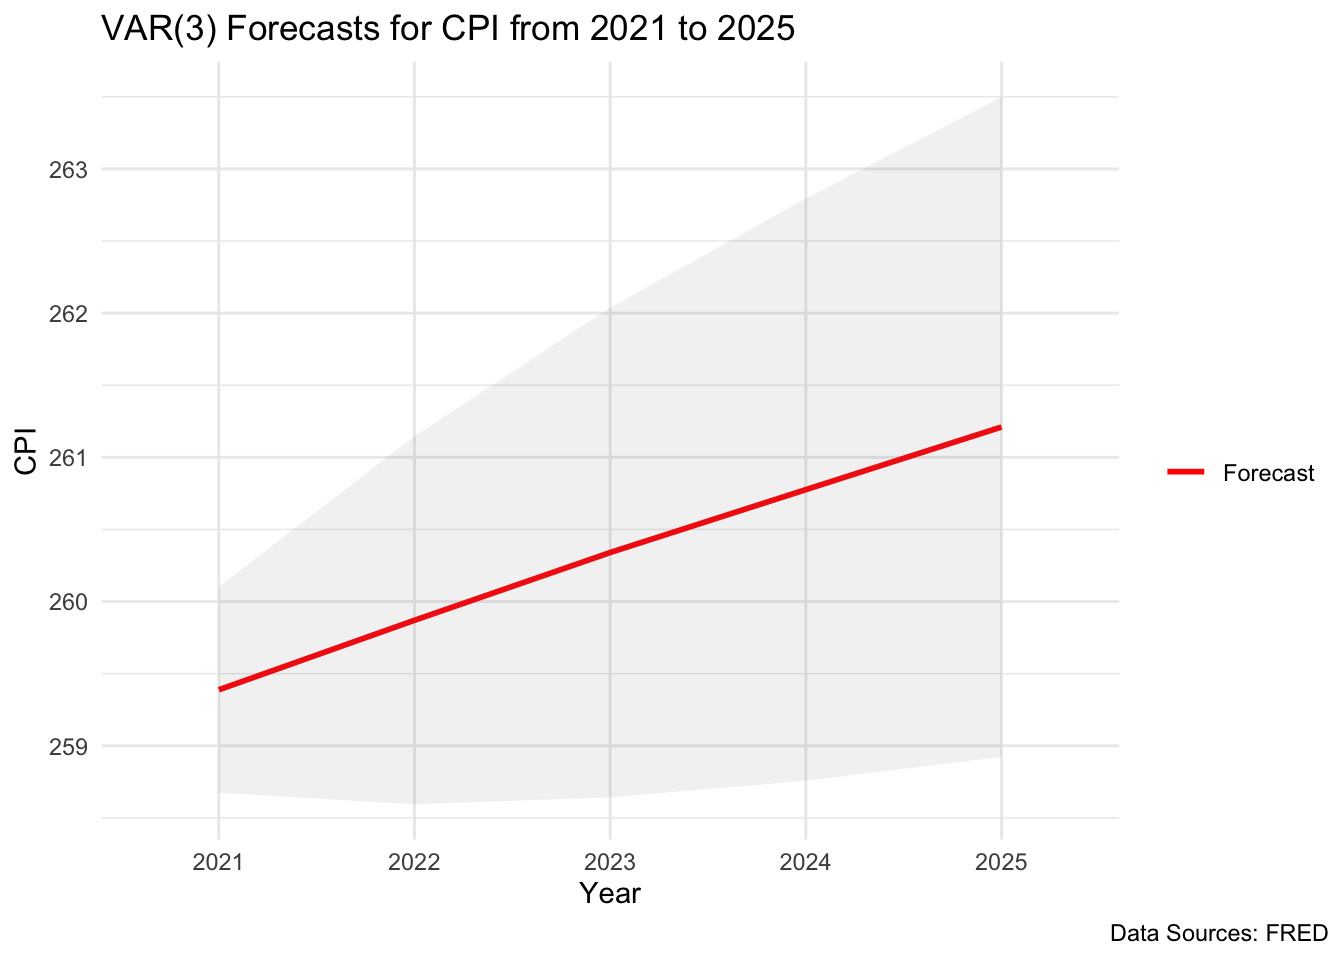 VAR(3) Forecasts for CPI from 2021 to 2025
263
262
261
260
259
CPI
2021 2022 2023 2024 2025
Year
Forecast
Data Sources: FRED